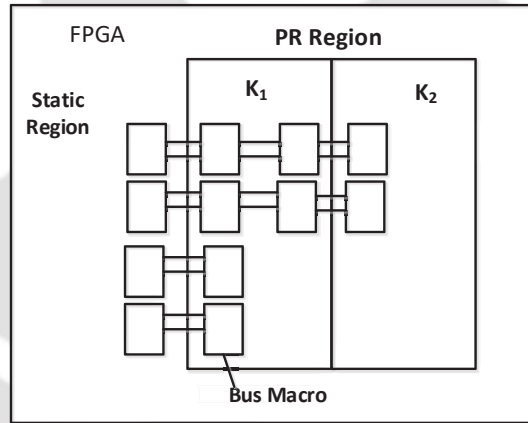 FPGA
PR Region
K₁
K₂
Static
Region
Bus Macro